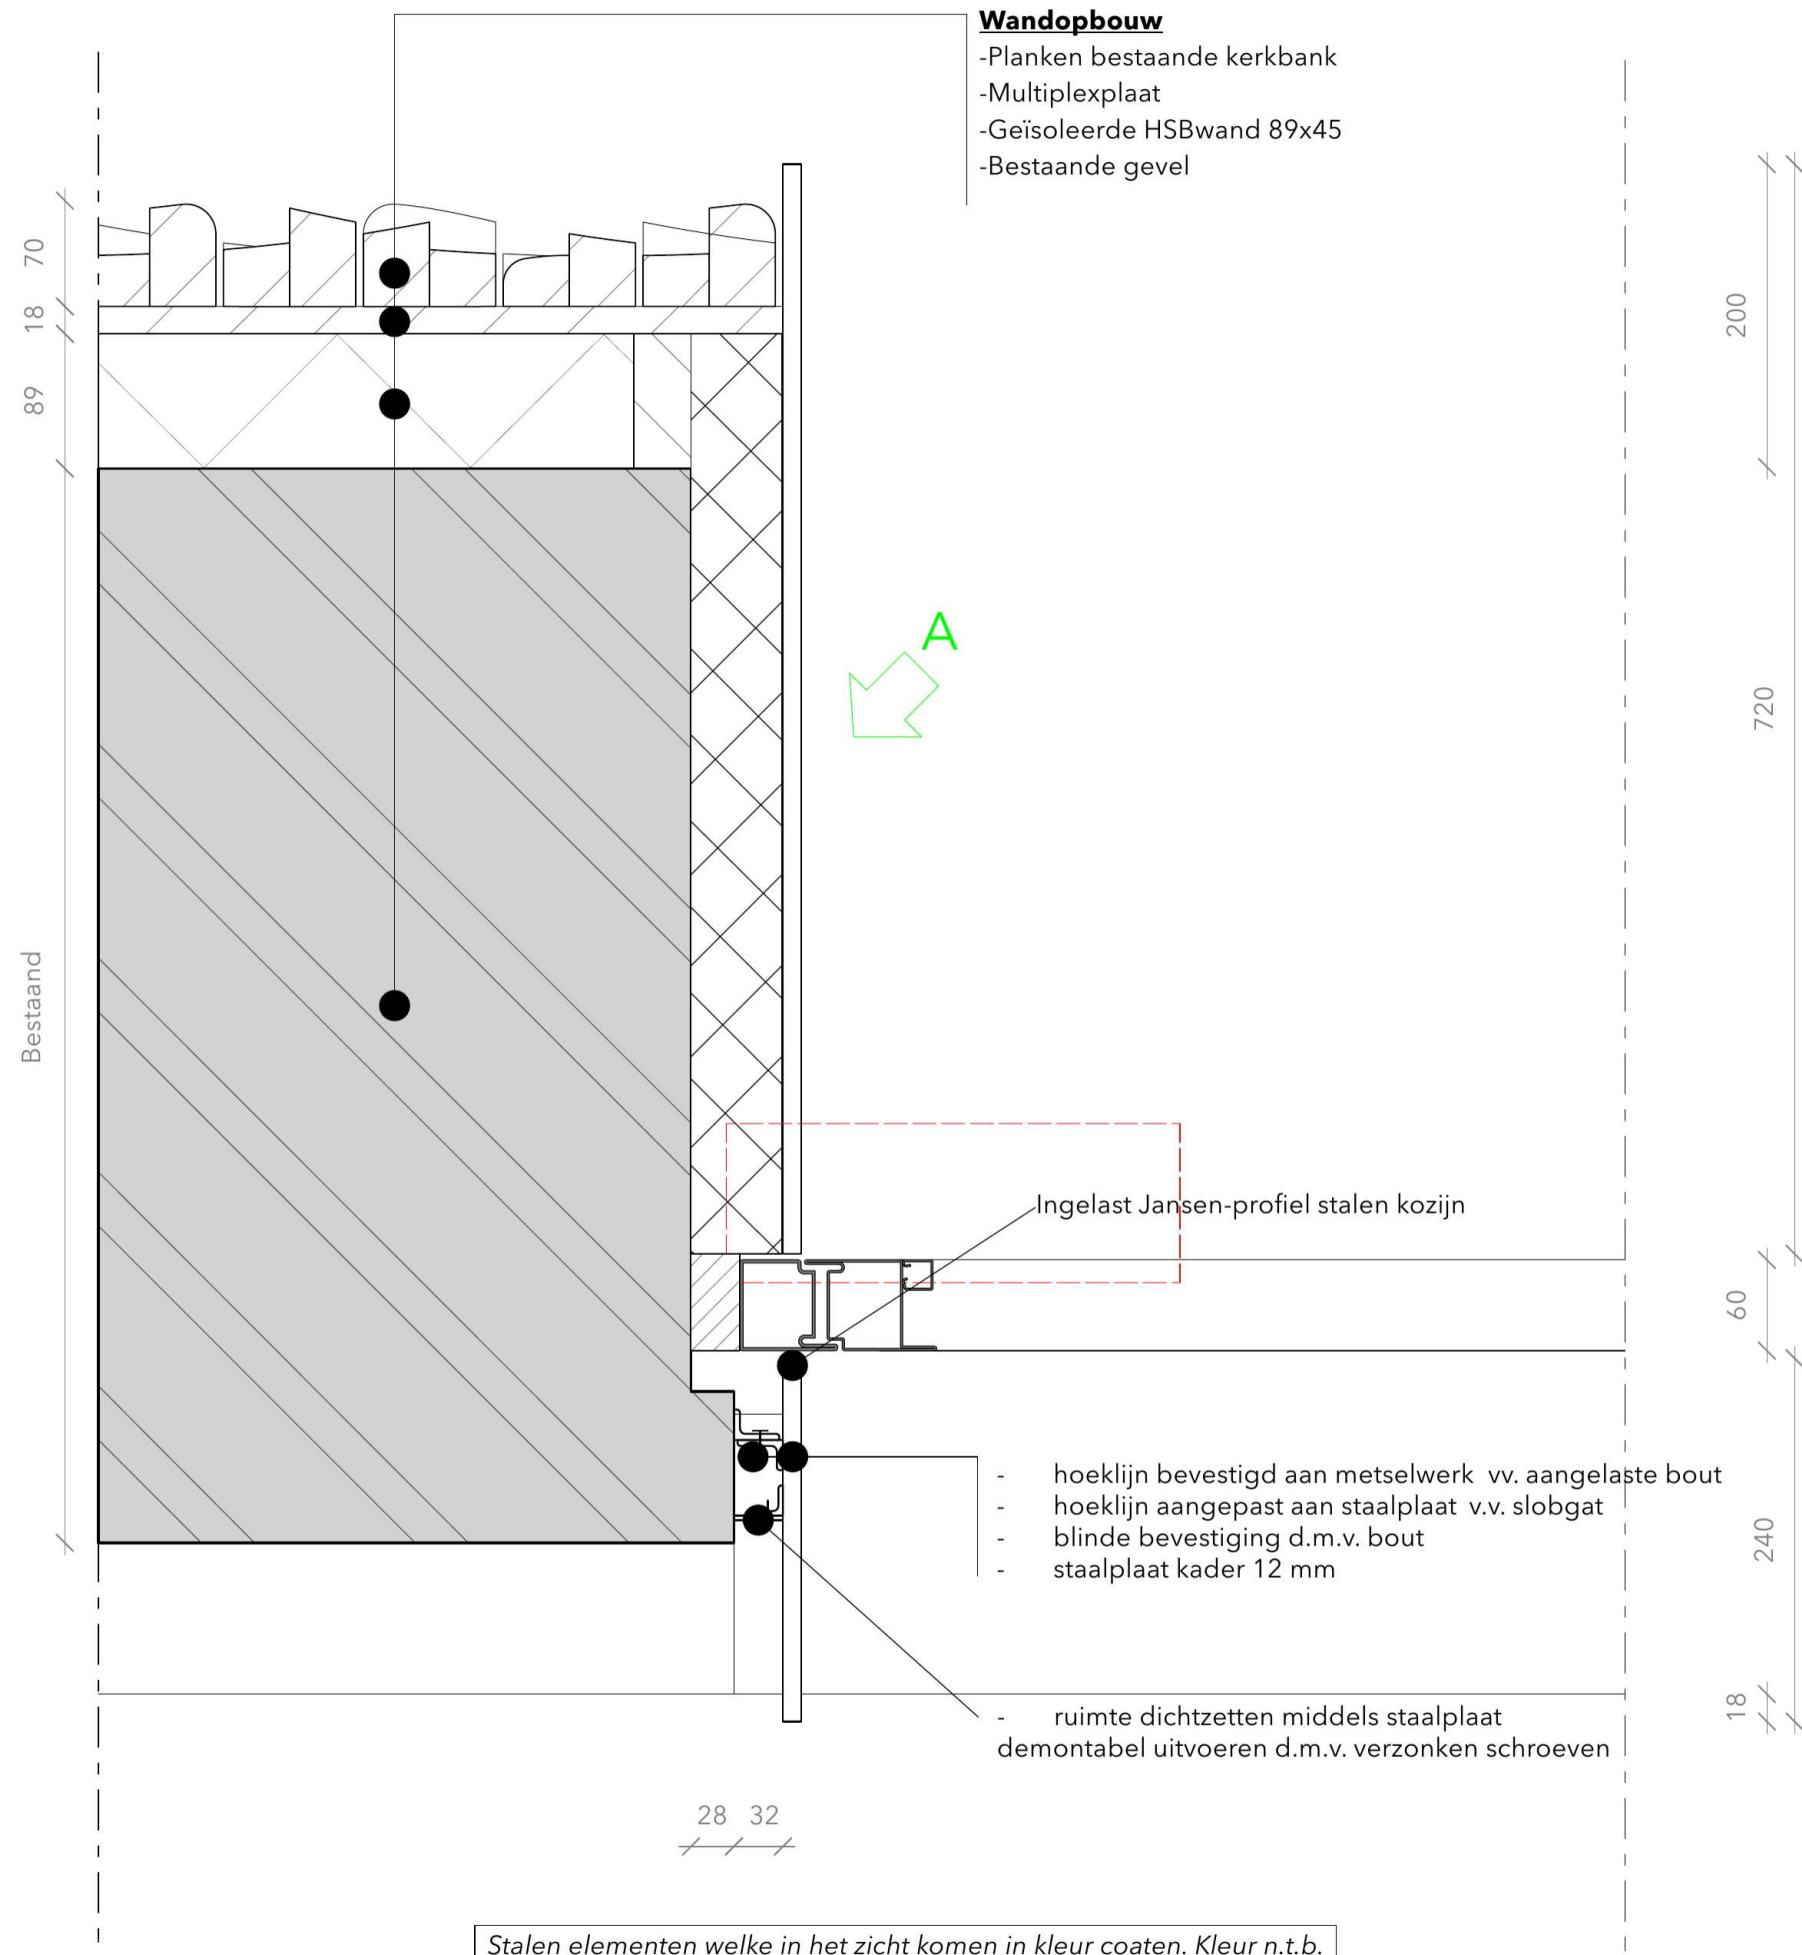 Wandopbouw
-Planken bestaande kerkbank
-Multiplexplaat
-Geïsoleerde HSBwand 89x45
-Bestaande gevel
70
18
89
Bestaand
200
720
A
Ingelast Jansen-profiel stalen kozijn
60
- hoeklijn bevestigd aan metselwerk vv. aangelaste bout
- hoeklijn aangepast aan staalplaat v.v. slobgat
- blinde bevestiging d.m.v. bout
- staalplaat kader 12 mm
240
18
- ruimte dichtzetten middels staalplaat
demontabel uitvoeren d.m.v. verzonken schroeven
28 32
Stalen elementen welke in het zicht komen in kleur coaten. Kleur n.t.b.